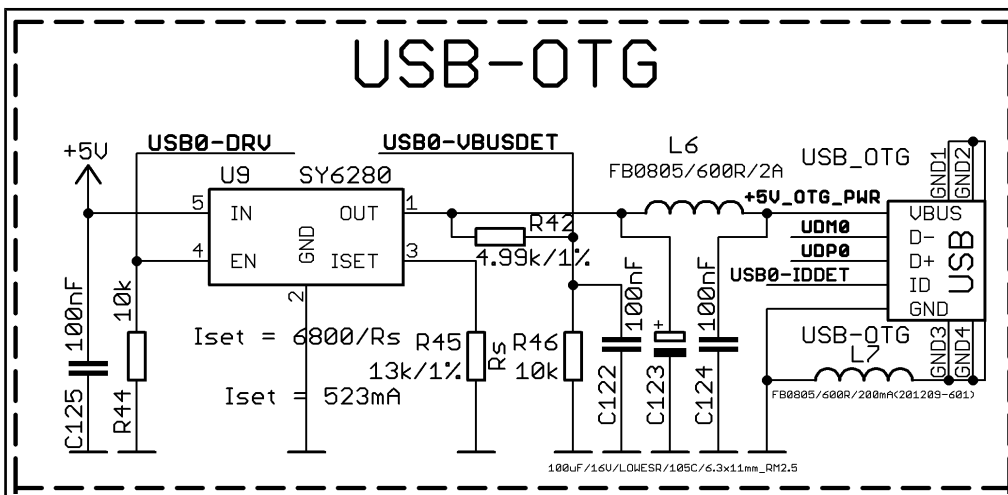 USB-OTG
USB0-DRV
USB0-VBUSDET
+5V
U9
SY6280
L6
FB0805/600R/2A
USB_OTG
GND1
GND2
+5V_OTG_PWR
5
IN
OUT
1
4
EN
GND
ISET
3
2
R42
4.99k/1%
UDM0
UDP0
USB0-IDDET
VBUS
D-
D+
ID
GND
USB
USB-OTG
GND3
GND4
L7
FB0805/600R/200mA(201209-601)
100nF
C125
10k
R44
Iset = 6800/Rs
Iset = 523mA
R45
13k/1%
Rs
R46
10k
100nF
C122
+
C123
100nF
C124
100uF/16V/LOWESR/105C/6.3x11mm_RM2.5